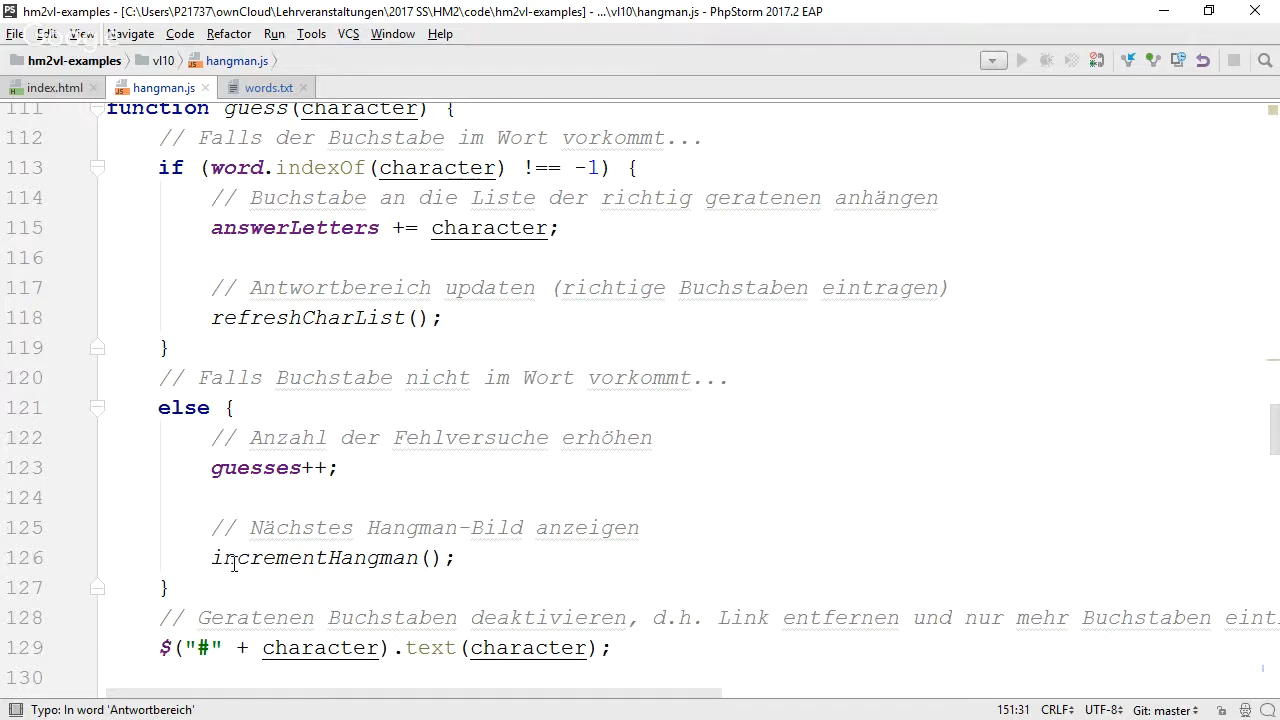 hm2vl-examples - [C:\Users\P21737\ownCloud\Lehrveranstaltungen\2017 SS\HM2\code\hm2vl-examples] - ...\vl10\hangman.js - PhpStorm 2017.2 EAP
File Edit View Navigate Code Refactor Run Tools VCS Window Help
Google
hm2vl-examples vl10 hangman.js
index.html hangman.js words.txt
111 function guess(character) {
112 // Falls der Buchstabe im Wort vorkommt...
113 if (word.indexOf(character) !== -1) {
114 // Buchstabe an die Liste der richtig geratenen anhängen
115 answerLetters += character;
116
117 // Antwortbereich updaten (richtige Buchstaben eintragen)
118 refreshCharList();
119 }
120 // Falls Buchstabe nicht im Wort vorkommt...
121 else {
122 // Anzahl der Fehlversuche erhöhen
123 guesses++;
124
125 // Nächstes Hangman-Bild anzeigen
126 incrementHangman();
127 }
128 // Geratenen Buchstaben deaktivieren, d.h. Link entfernen und nur mehr Buchstaben eint
129 $("#" + character).text(character);
130
Typo: In word 'Antwortbereich' 151:31 CRLF UTF-8 Git: master